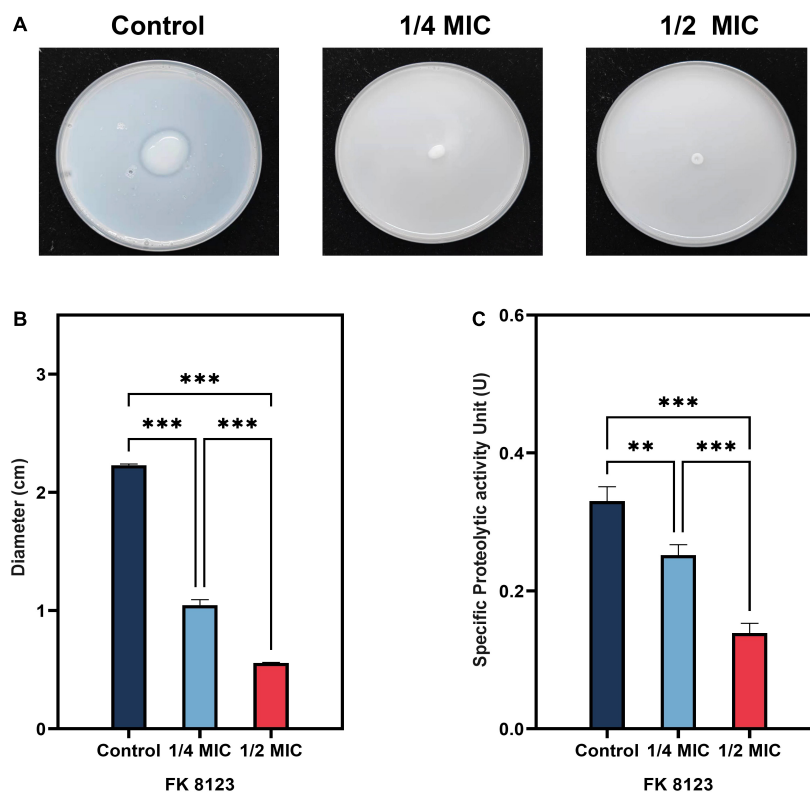 A
Control
1/4 MIC
1/2 MIC
B
Diameter (cm)
3
2
1
0
***
***
***
Control 1/4 MIC 1/2 MIC
FK 8123
C
Specific Proteolytic activity Unit (U)
0.6
0.4
0.2
0.0
***
**
***
Control 1/4 MIC 1/2 MIC
FK 8123